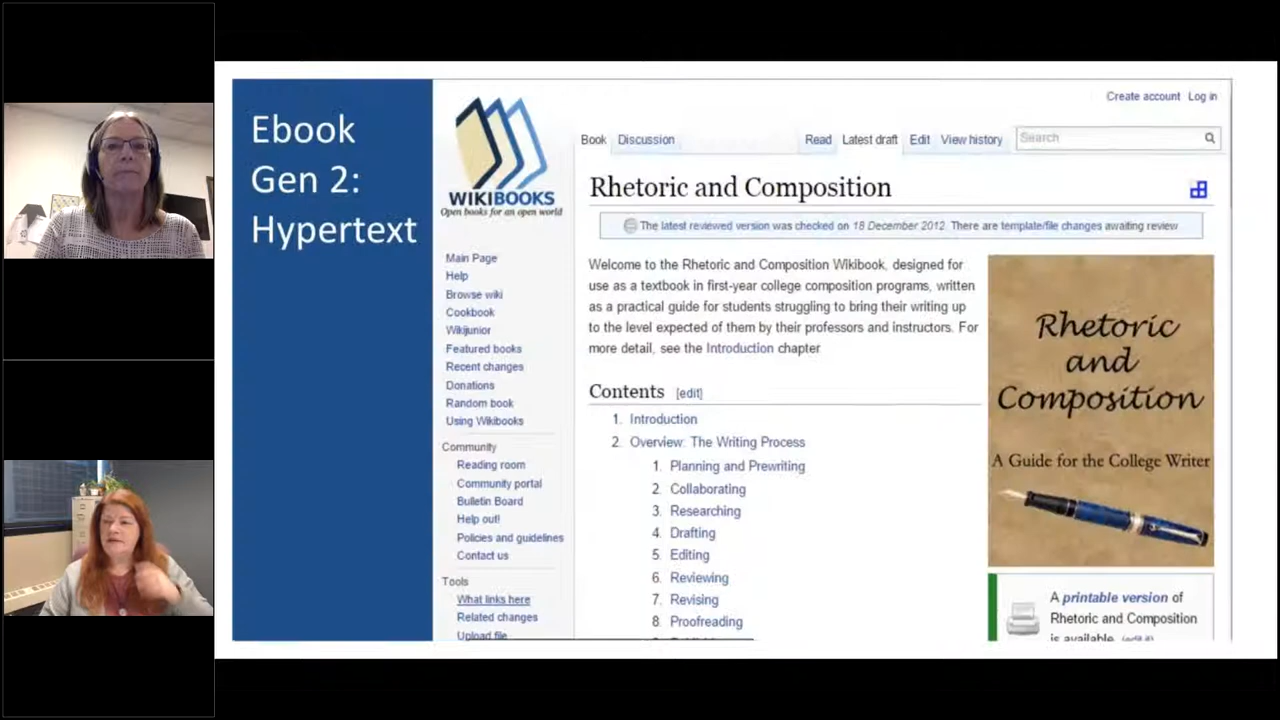 Ebook
Gen 2:
Hypertext
WIKIBOOKS
Open books for an open world
Main Page
Help
Browse wiki
Cookbook
Wikijunior
Featured books
Recent changes
Donations
Random book
Using Wikibooks
Community
Reading room
Community portal
Bulletin Board
Help out!
Policies and guidelines
Contact us
Tools
What links here
Related changes
Upload file
Create account Log in
Book Discussion Read Latest draft Edit View history Search
Rhetoric and Composition
The latest reviewed version was checked on 18 December 2012. There are template/file changes awaiting review
Welcome to the Rhetoric and Composition Wikibook, designed for
use as a textbook in first-year college composition programs, written
as a practical guide for students struggling to bring their writing up
to the level expected of them by their professors and instructors. For
more detail, see the Introduction chapter
Contents [edit]
1. Introduction
2. Overview: The Writing Process
1. Planning and Prewriting
2. Collaborating
3. Researching
4. Drafting
5. Editing
6. Reviewing
7. Revising
8. Proofreading
Rhetoric
and
Composition
A Guide for the College Writer
A printable version of
Rhetoric and Composition
is available. (edit it)